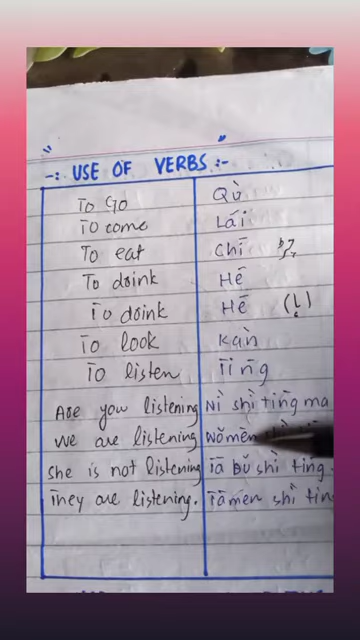 -: USE OF VERBS :-
To Go Qù
To come Lái
To eat Chī
To drink Hē
To drink Hē
To look Kàn
To listen Tīng
Are you listening Nǐ shì tīng ma
We are listening Wǒmen
She is not listening Tā bù shì tīng
They are listening. Tāmen shì tīn